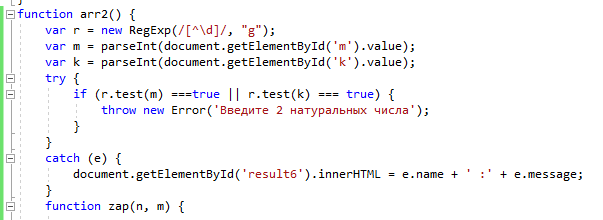 function arr2() {
    var r = new RegExp(/[^\d]/, "g");
    var m = parseInt(document.getElementById('m').value);
    var k = parseInt(document.getElementById('k').value);
    try {
        if (r.test(m) ===true || r.test(k) === true) {
            throw new Error('Введите 2 натуральных числа');
        }
    }
    catch (e) {
        document.getElementById('result6').innerHTML = e.name + ' :' + e.message;
    }
    function zap(n, m) {